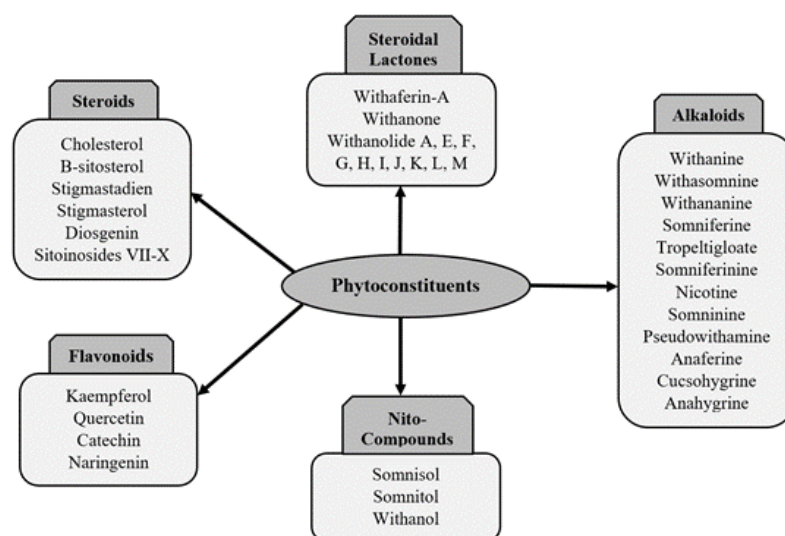 Steroidal
Lactones
Withaferin-A
Withanone
Withanolide A, E, F,
G, H, I, J, K, L, M
Steroids
Cholesterol
B-sitosterol
Stigmastadien
Stigmasterol
Diosgenin
Sitoinosides VII-X
Alkaloids
Withanine
Withasomnine
Withananine
Somniferine
Tropeltigloate
Somniferinine
Nicotine
Somninine
Pseudowithamine
Anaferine
Cucsohygrine
Anahygrine
Phytoconstituents
Flavonoids
Kaempferol
Quercetin
Catechin
Naringenin
Nito-
Compounds
Somnisol
Somnitol
Withanol